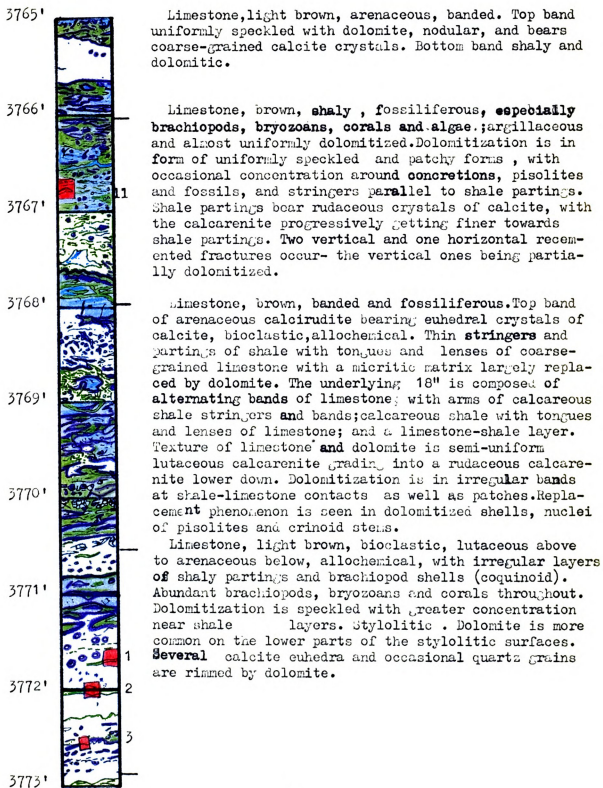 3765'
Limestone,light brown, arenaceous, banded. Top band
uniformly speckled with dolomite, nodular, and bears
coarse-grained calcite crystals. Bottom band shaly and
dolomitic.
3766'
Limestone, brown, shaly , fossiliferous, especially
brachiopods, bryozoans, corals and algae.;argillaceous
and almost uniformly dolomitized.Dolomitization is in
form of uniformly speckled and patchy forms , with
occasional concentration around concretions, pisolites
11 and fossils, and stringers parallel to shale partings.
3767'
Shale partings bear rudaceous crystals of calcite, with
the calcarenite progressively getting finer towards
shale partings. Two vertical and one horizontal recem-
ented fractures occur- the vertical ones being partia-
lly dolomitized.
3768'
Limestone, brown, banded and fossiliferous.Top band
of arenaceous calcirudite bearing euhedral crystals of
calcite, bioclastic,allochemical. Thin stringers and
partings of shale with tongues and lenses of coarse-
grained limestone with a micritic matrix largely repla-
ced by dolomite. The underlying 18" is composed of
3769'
alternating bands of limestone; with arms of calcareous
shale stringers and bands;calcareous shale with tongues
and lenses of limestone; and a limestone-shale layer.
Texture of limestone and dolomite is semi-uniform
lutaceous calcarenite grading into a rudaceous calcare-
nite lower down. Dolomitization is in irregular bands
3770'
at shale-limestone contacts as well as patches.Repla-
cement phenomenon is seen in dolomitized shells, nuclei
of pisolites and crinoid stems.
Limestone, light brown, bioclastic, lutaceous above
to arenaceous below, allochemical, with irregular layers
of shaly partings and brachiopod shells (coquinoid).
3771'
Abundant brachiopods, bryozoans and corals throughout.
Dolomitization is speckled with greater concentration
near shale layers. Stylolitic . Dolomite is more
common on the lower parts of the stylolitic surfaces.
1 Several calcite euhedra and occasional quartz grains
are rimmed by dolomite.
3772' 2
3
3773'